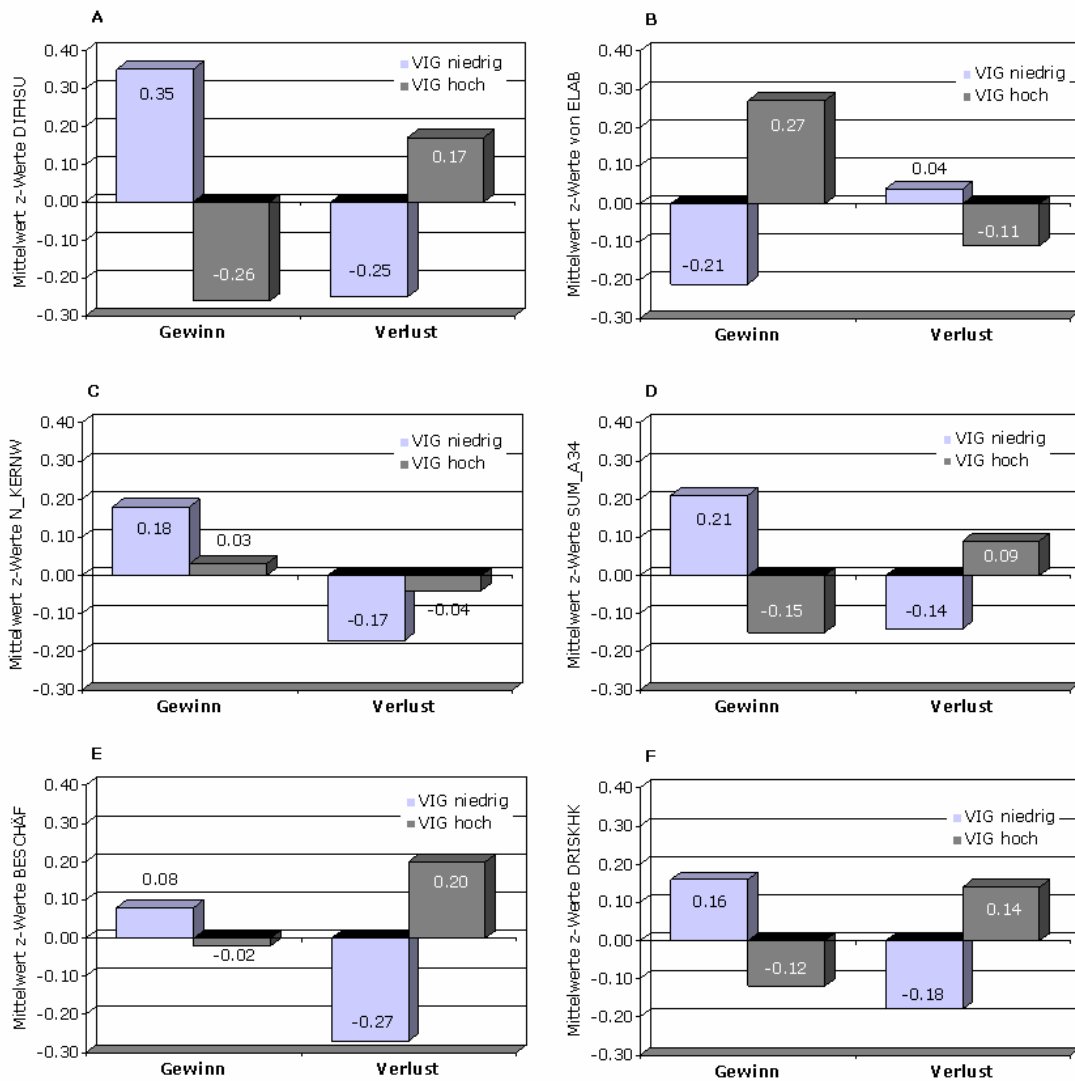 A
Mittelwert z-Werte DIFHSU
0.40
0.30
0.20
0.10
0.00
-0.10
-0.20
-0.30
VIG niedrig
VIG hoch
0.35
-0.26
-0.25
0.17
Gewinn
Verlust
B
Mittelwert z-Werte von ELAB
0.40
0.30
0.20
0.10
0.00
-0.10
-0.20
-0.30
VIG niedrig
VIG hoch
-0.21
0.27
0.04
-0.11
Gewinn
Verlust
C
Mittelwert z-Werte N_KERNW
0.40
0.30
0.20
0.10
0.00
-0.10
-0.20
-0.30
VIG niedrig
VIG hoch
0.18
0.03
-0.17
-0.04
Gewinn
Verlust
D
Mittelwert z-Werte SUM_A34
0.40
0.30
0.20
0.10
0.00
-0.10
-0.20
-0.30
VIG niedrig
VIG hoch
0.21
-0.15
-0.14
0.09
Gewinn
Verlust
E
Mittelwert z-Werte BESCHÄF
0.40
0.30
0.20
0.10
0.00
-0.10
-0.20
-0.30
VIG niedrig
VIG hoch
0.08
-0.02
-0.27
0.20
Gewinn
Verlust
F
Mittelwerte z-Werte DRISKHK
0.40
0.30
0.20
0.10
0.00
-0.10
-0.20
-0.30
VIG niedrig
VIG hoch
0.16
-0.12
-0.18
0.14
Gewinn
Verlust